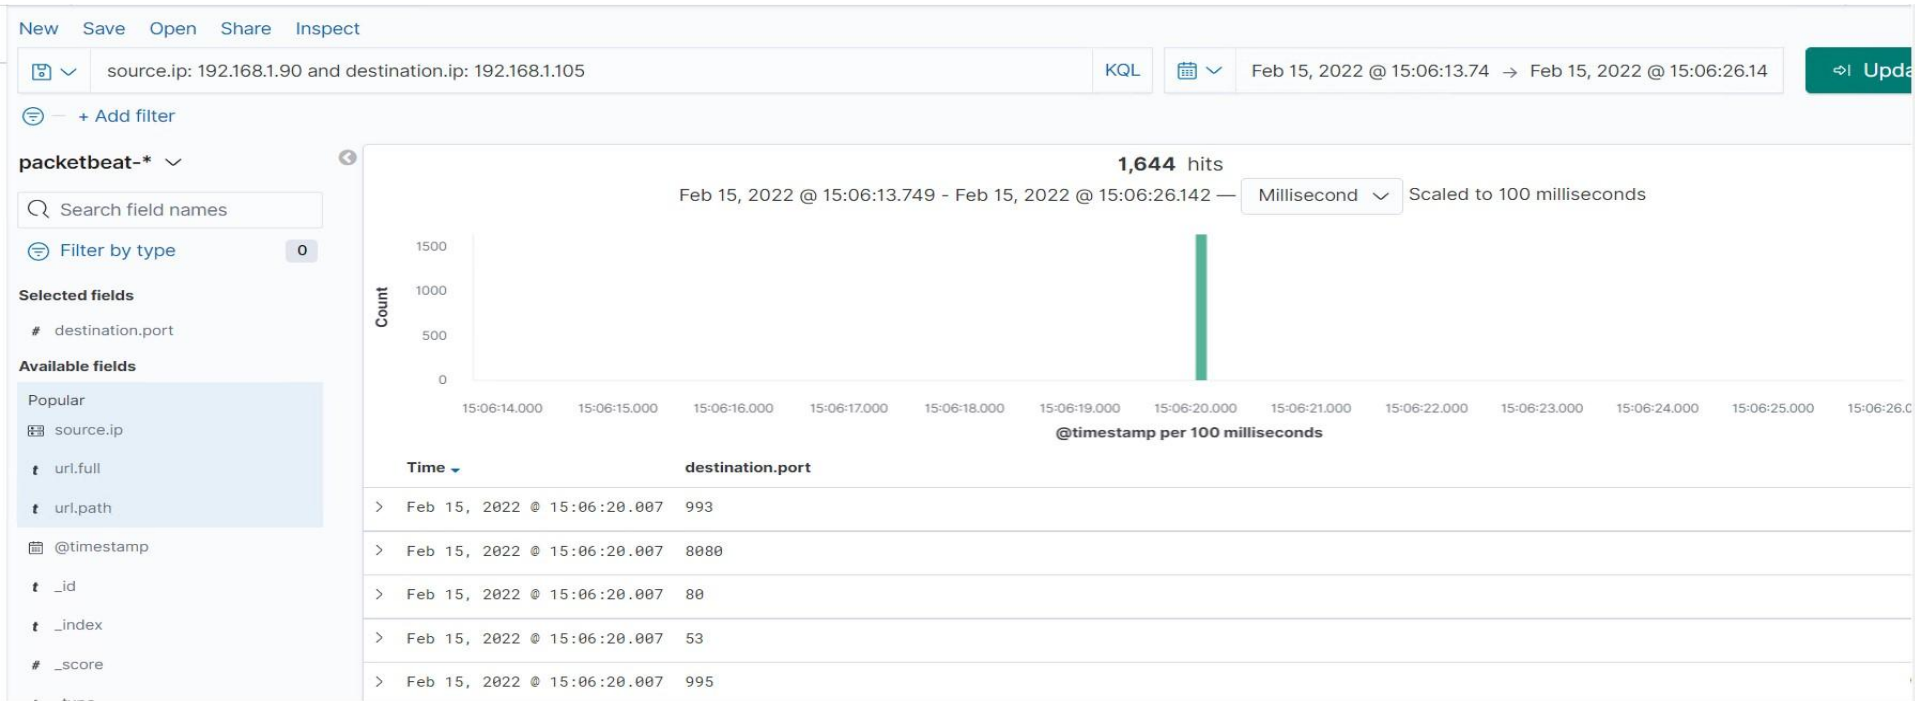 New Save Open Share Inspect
source.ip: 192.168.1.90 and destination.ip: 192.168.1.105 KQL Feb 15, 2022 @ 15:06:13.74 → Feb 15, 2022 @ 15:06:26.14
+ Add filter
packetbeat-*
Search field names
Filter by type 0
Selected fields
# destination.port
Available fields
Popular
source.ip
t url.full
t url.path
@timestamp
t _id
t _index
# _score
1,644 hits
Feb 15, 2022 @ 15:06:13.749 - Feb 15, 2022 @ 15:06:26.142 — Millisecond Scaled to 100 milliseconds
1500
1000
500
0
Count
15:06:14.000 15:06:15.000 15:06:16.000 15:06:17.000 15:06:18.000 15:06:19.000 15:06:20.000 15:06:21.000 15:06:22.000 15:06:23.000 15:06:24.000 15:06:25.000 15:06:26.0
@timestamp per 100 milliseconds
Time destination.port
> Feb 15, 2022 @ 15:06:20.007 993
> Feb 15, 2022 @ 15:06:20.007 8080
> Feb 15, 2022 @ 15:06:20.007 80
> Feb 15, 2022 @ 15:06:20.007 53
> Feb 15, 2022 @ 15:06:20.007 995